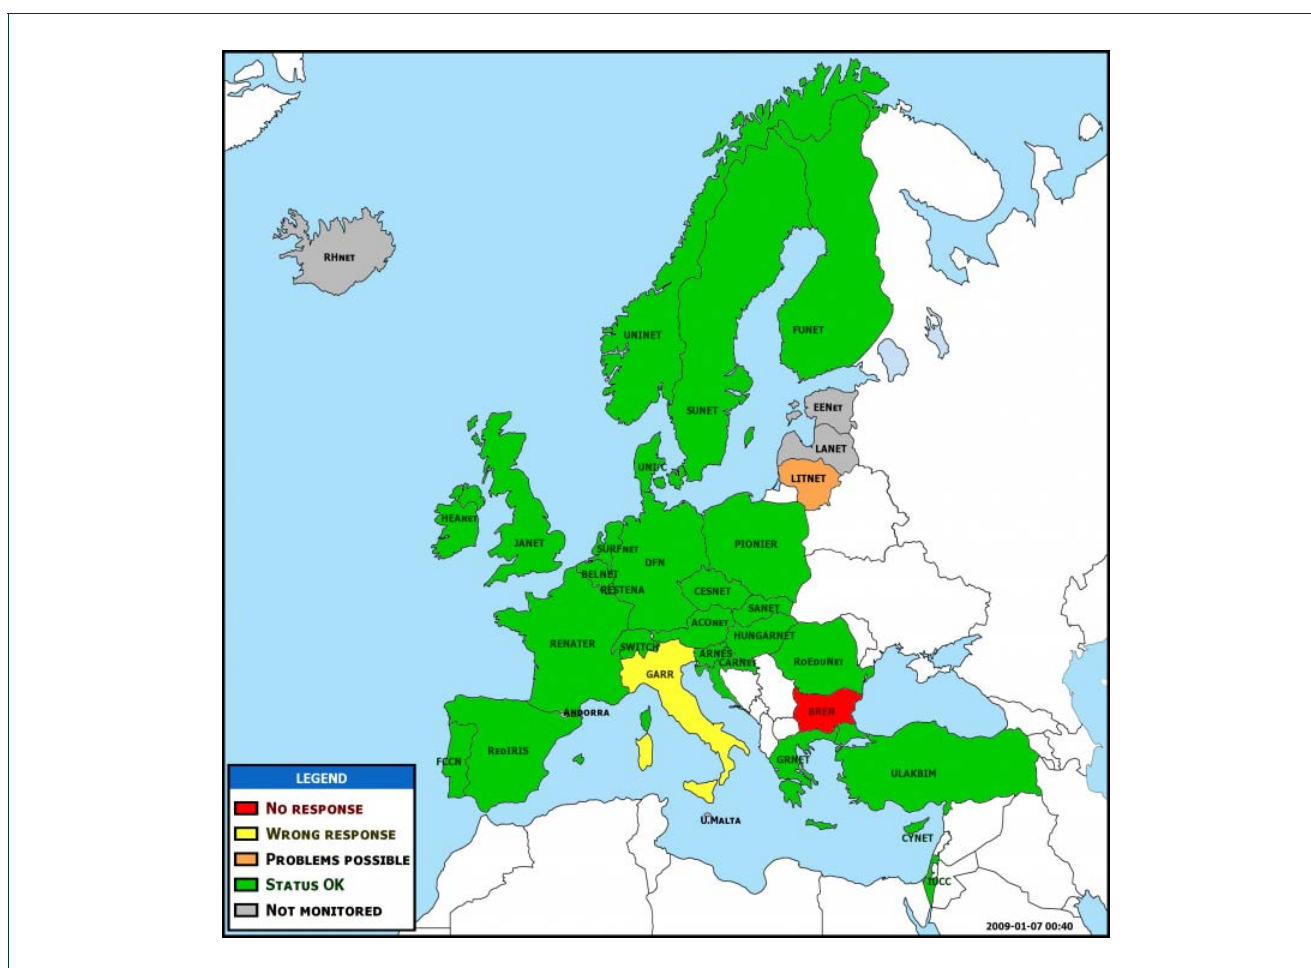 RHNET
UNINET
FUNET
SUNET
EENET
LANET
LITNET
UNI•C
HEANET
JANET
SURFNET
DFN
PIONIER
BELNET
RESTENA
CESNET
SANET
ACONET
HUNGARNET
RENATER
SWITCH
ARNES
CARNET
ROEDUNET
GARR
BREN
ANDORRA
REDIRIS
FCCN
GRNET
ULAKBIM
U.MALTA
CYNET
IUCC
LEGEND
NO RESPONSE
WRONG RESPONSE
PROBLEMS POSSIBLE
STATUS OK
NOT MONITORED
2009-01-07 00:40